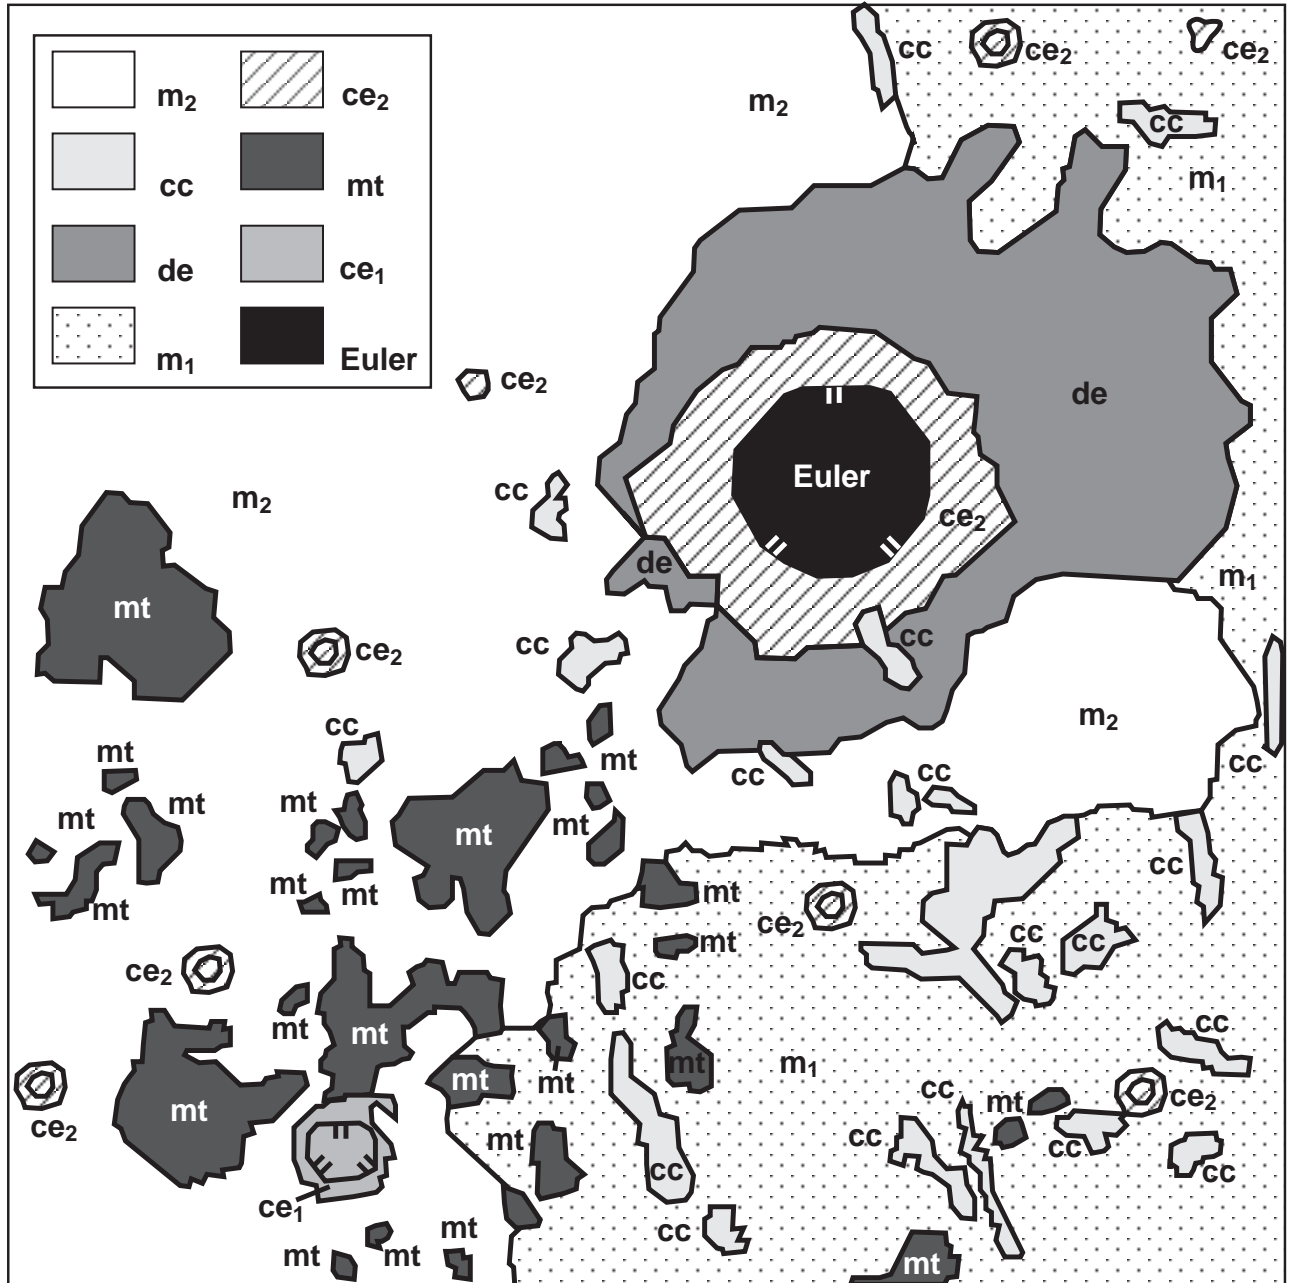 m₂ ce₂
cc mt
de ce₁
m₁ Euler
cc ce₂ ce₂
m₂ cc
m₁
ce₂ de
Euler
cc
m₂ ce₂
de
m₁
mt
cc
ce₂ cc
m₂
cc
mt mt
cc cc
mt mt mt mt
mt
cc
mt mt mt
mt
ce₂ cc cc
mt
ce₂
cc
mt cc
mt
m₁
mt mt
mt
mt cc mt ce₂
ce₂
mt cc
cc
cc cc
ce₁
mt cc
mt mt
mt